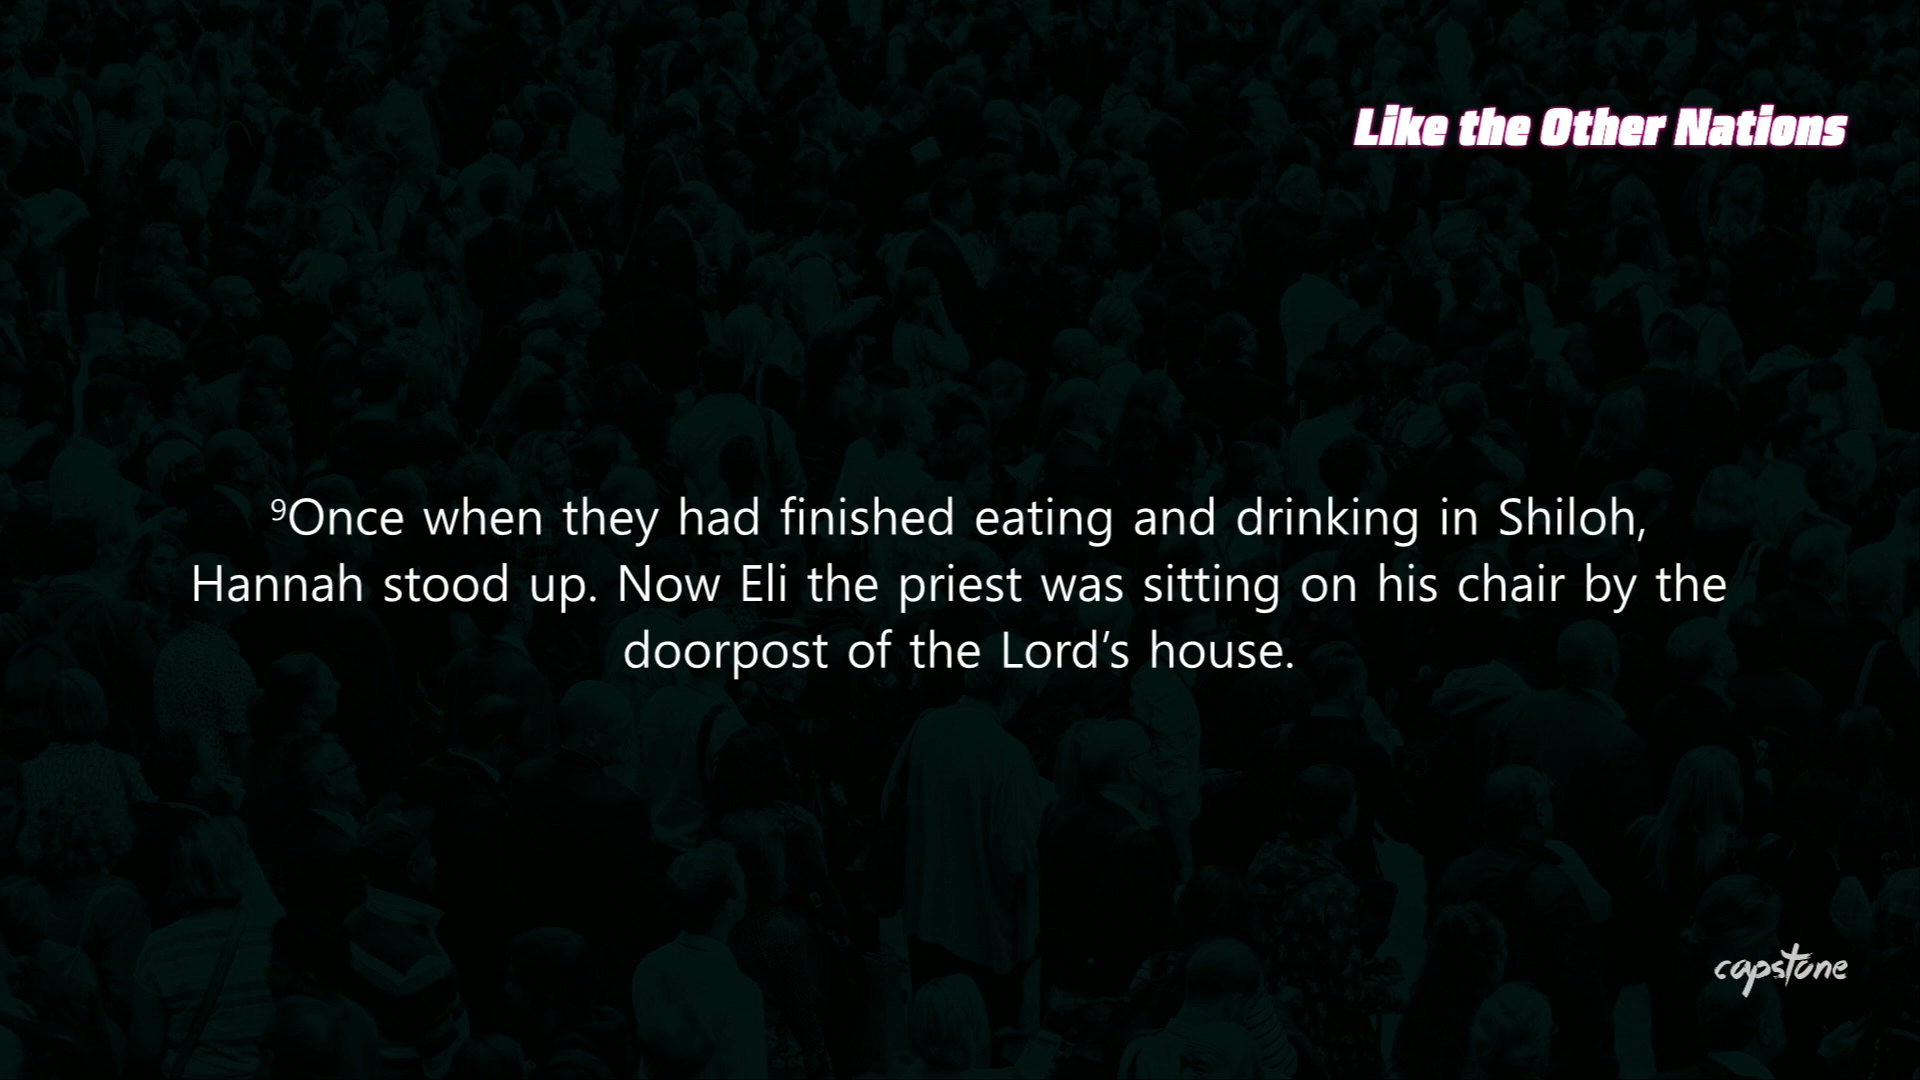 Like the Other Nations
⁹Once when they had finished eating and drinking in Shiloh,
Hannah stood up. Now Eli the priest was sitting on his chair by the
doorpost of the Lord’s house.
capstone